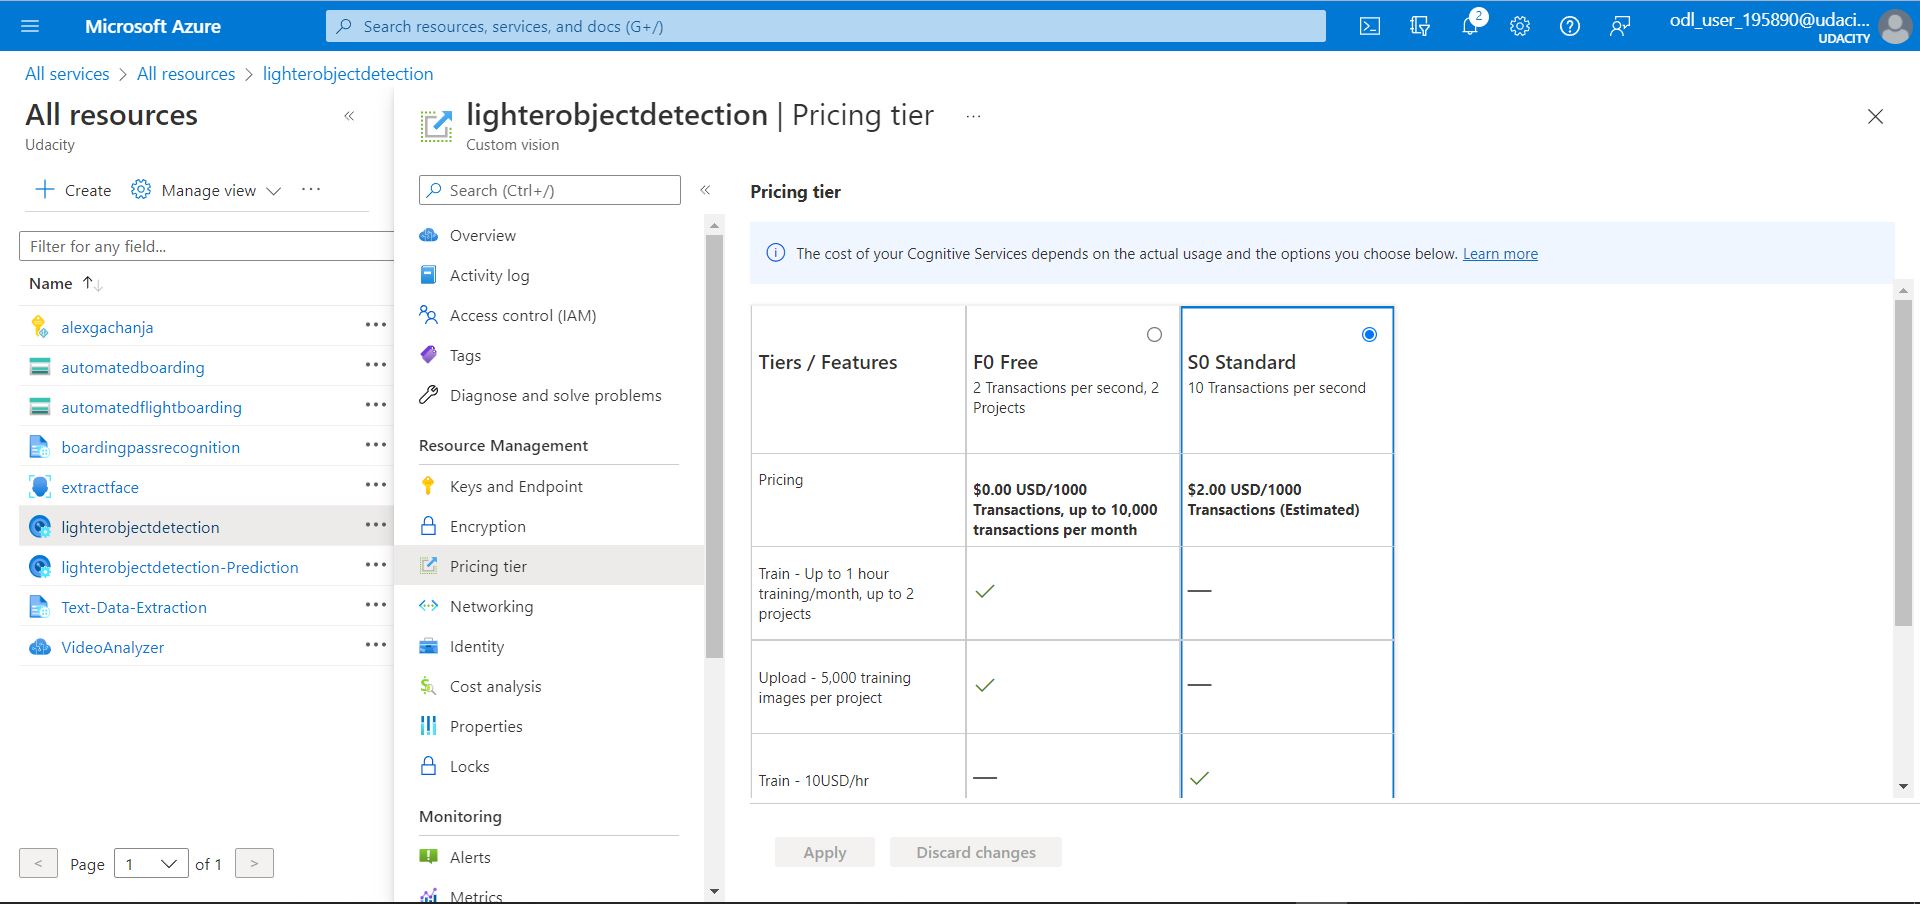 Microsoft Azure
Search resources, services, and docs (G+/)
2
odl_user_195890@udaci...
UDACITY
All services > All resources > lighterobjectdetection
All resources
Udacity
Create
Manage view
Filter for any field...
Name
alexgachanja
automatedboarding
automatedflightboarding
boardingpassrecognition
extractface
lighterobjectdetection
lighterobjectdetection-Prediction
Text-Data-Extraction
VideoAnalyzer
< Page 1 of 1 >
lighterobjectdetection | Pricing tier
Custom vision
Search (Ctrl+/)
Overview
Activity log
Access control (IAM)
Tags
Diagnose and solve problems
Resource Management
Keys and Endpoint
Encryption
Pricing tier
Networking
Identity
Cost analysis
Properties
Locks
Monitoring
Alerts
Metrics
Pricing tier
The cost of your Cognitive Services depends on the actual usage and the options you choose below. Learn more
Tiers / Features
F0 Free
2 Transactions per second, 2
Projects
S0 Standard
10 Transactions per second
Pricing
$0.00 USD/1000
Transactions, up to 10,000
transactions per month
$2.00 USD/1000
Transactions (Estimated)
Train - Up to 1 hour
training/month, up to 2
projects
Upload - 5,000 training
images per project
Train - 10USD/hr
Apply
Discard changes